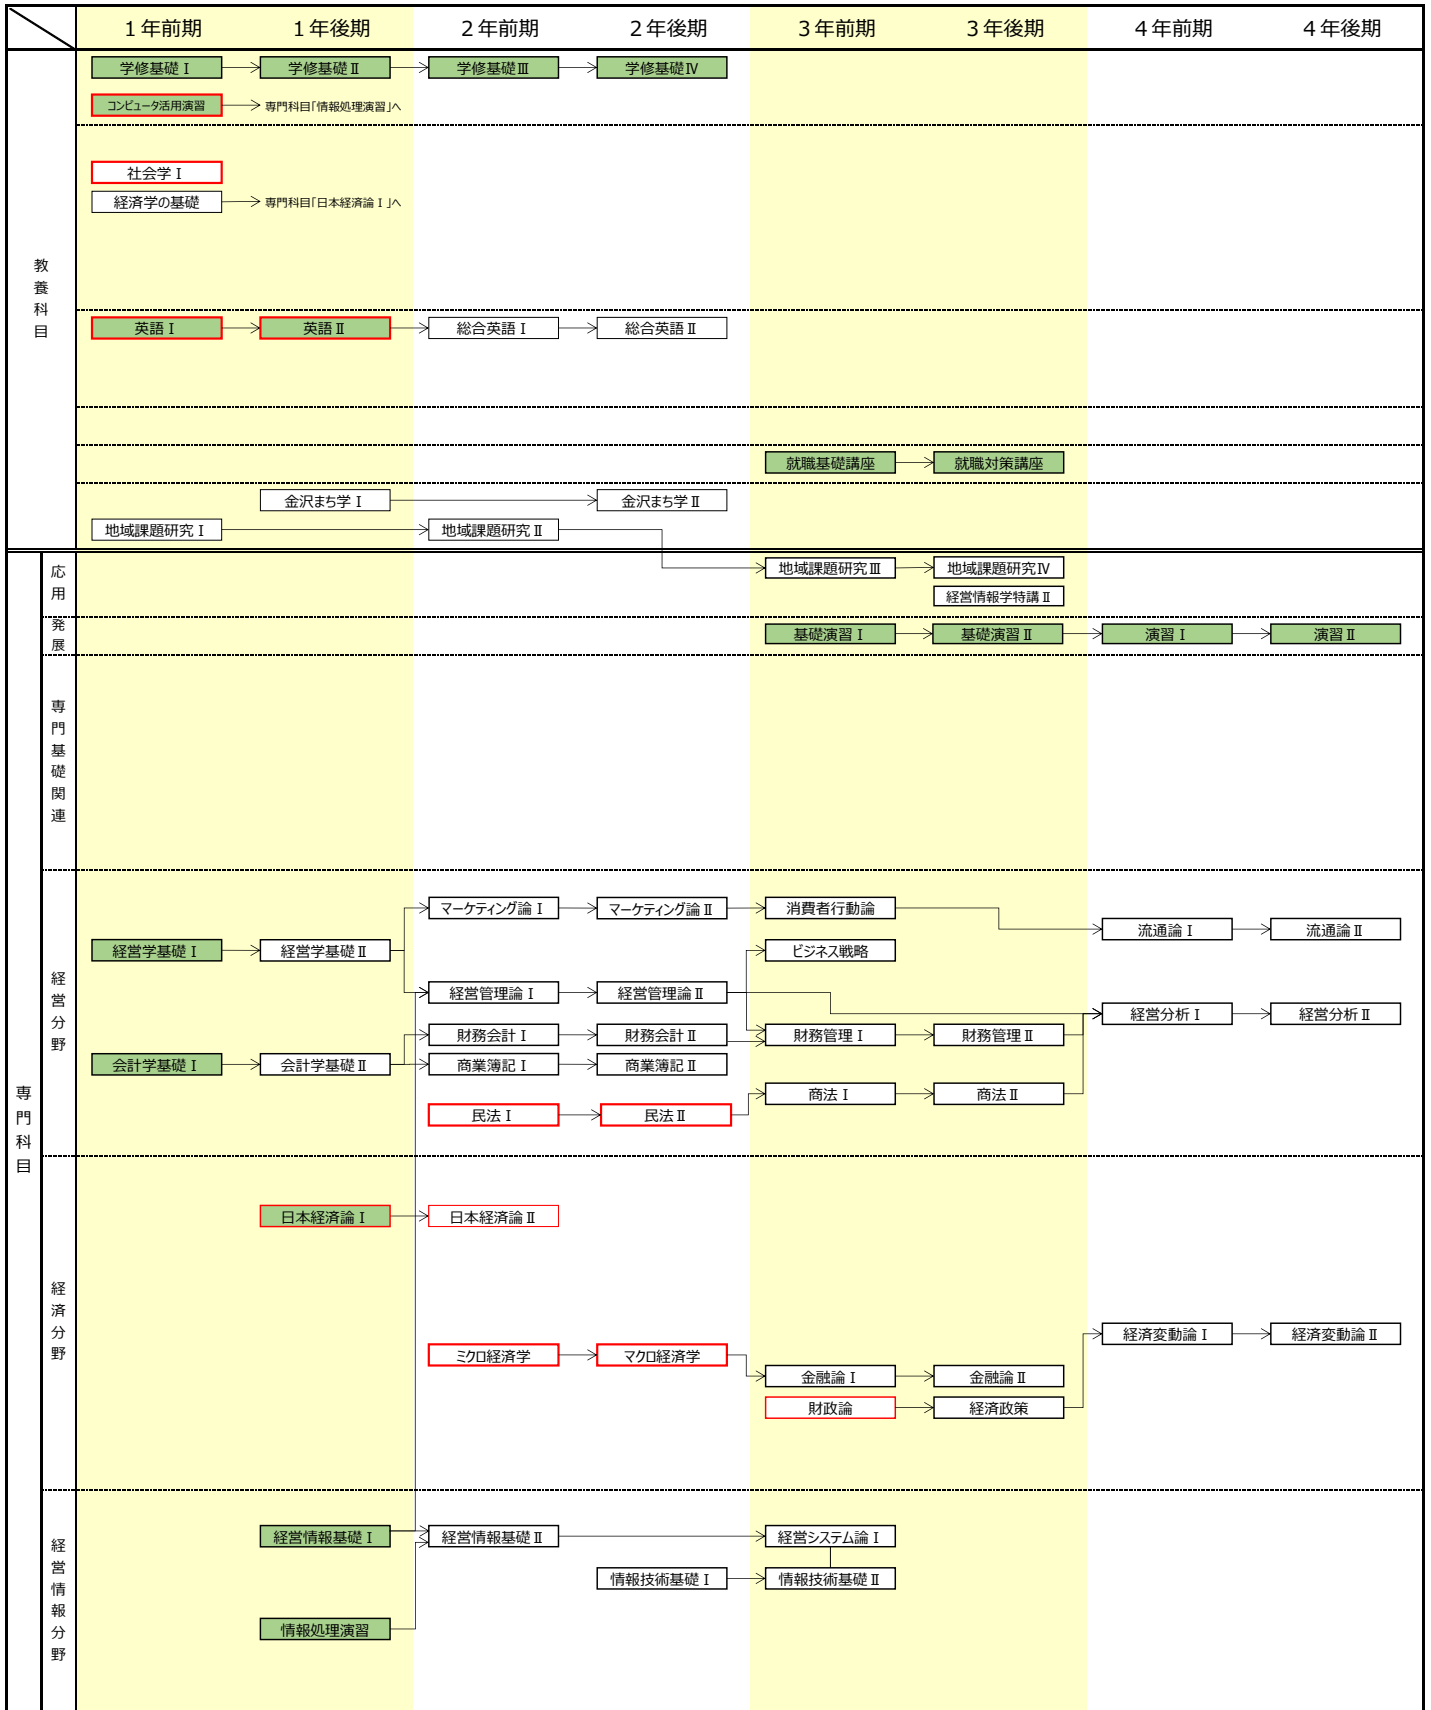 １年前期 １年後期 ２年前期 ２年後期 ３年前期 ３年後期 ４年前期 ４年後期
教養科目
学修基礎Ⅰ 学修基礎Ⅱ 学修基礎Ⅲ 学修基礎Ⅳ
コンピュータ活用演習 専門科目「情報処理演習」へ
社会学Ⅰ
経済学の基礎 専門科目「日本経済論Ⅰ」へ
英語Ⅰ 英語Ⅱ 総合英語Ⅰ 総合英語Ⅱ
就職基礎講座 就職対策講座
金沢まち学Ⅰ 金沢まち学Ⅱ
地域課題研究Ⅰ 地域課題研究Ⅱ
専門科目
応用
地域課題研究Ⅲ 地域課題研究Ⅳ
経営情報学特講Ⅱ
発展
基礎演習Ⅰ 基礎演習Ⅱ 演習Ⅰ 演習Ⅱ
専門基礎関連
経営分野
マーケティング論Ⅰ マーケティング論Ⅱ 消費者行動論
流通論Ⅰ 流通論Ⅱ
経営学基礎Ⅰ 経営学基礎Ⅱ ビジネス戦略
経営管理論Ⅰ 経営管理論Ⅱ
経営分析Ⅰ 経営分析Ⅱ
財務会計Ⅰ 財務会計Ⅱ 財務管理Ⅰ 財務管理Ⅱ
会計学基礎Ⅰ 会計学基礎Ⅱ 商業簿記Ⅰ 商業簿記Ⅱ
商法Ⅰ 商法Ⅱ
民法Ⅰ 民法Ⅱ
経済分野
日本経済論Ⅰ 日本経済論Ⅱ
経済変動論Ⅰ 経済変動論Ⅱ
ミクロ経済学 マクロ経済学
金融論Ⅰ 金融論Ⅱ
財政論 経済政策
経営情報分野
経営情報基礎Ⅰ 経営情報基礎Ⅱ 経営システム論Ⅰ
情報技術基礎Ⅰ 情報技術基礎Ⅱ
情報処理演習